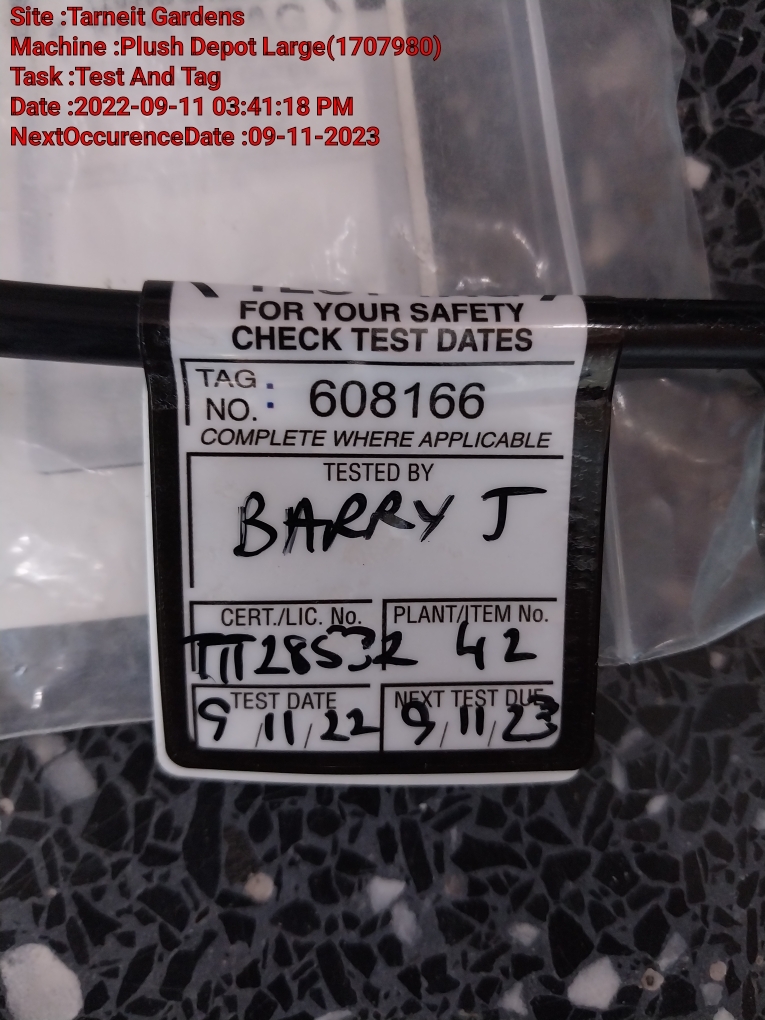 Site :Tarneit Gardens
Machine :Plush Depot Large(1707980)
Task :Test And Tag
Date :2022-09-11 03:41:18 PM
NextOccurenceDate :09-11-2023
FOR YOUR SAFETY
CHECK TEST DATES
TAG NO. : 608166
COMPLETE WHERE APPLICABLE
TESTED BY
BARRY J
CERT./LIC. No. PLANT/ITEM No.
TTT28532 42
TEST DATE NEXT TEST DUE
9/11/22 9/11/23